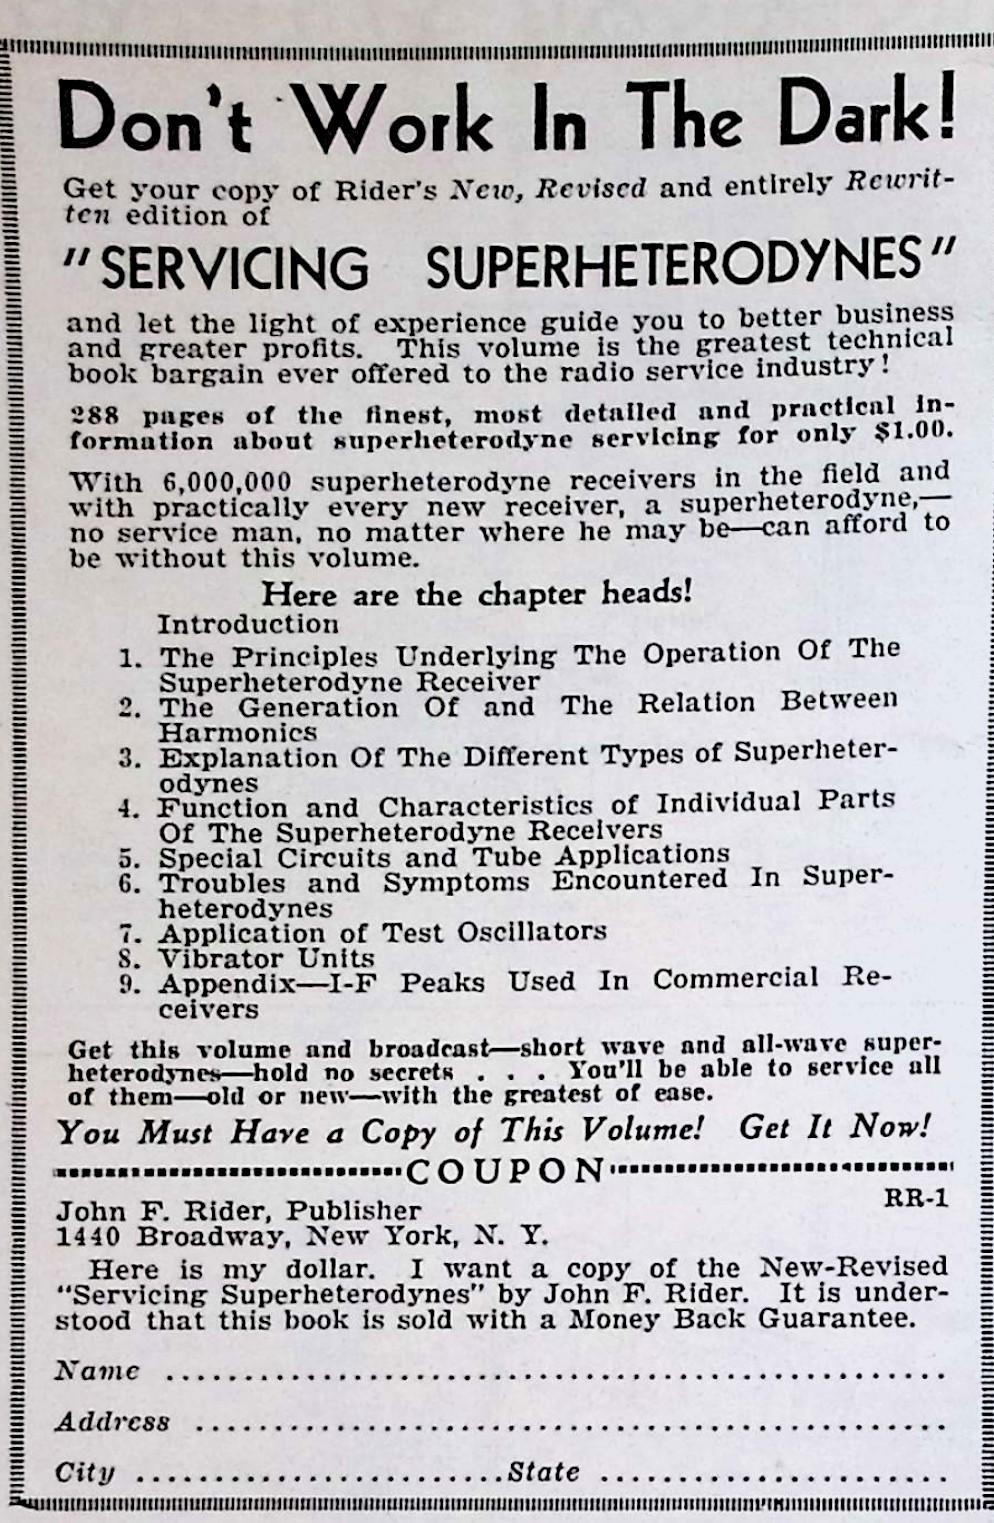 Don't Work In The Dark!
Get your copy of Rider's New, Revised and entirely Rewrit-
ten edition of
"SERVICING SUPERHETERODYNES"
and let the light of experience guide you to better business
and greater profits. This volume is the greatest technical
book bargain ever offered to the radio service industry!
288 pages of the finest, most detailed and practical in-
formation about superheterodyne servicing for only $1.00.
With 6,000,000 superheterodyne receivers in the field and
with practically every new receiver, a superheterodyne,—
no service man, no matter where he may be—can afford to
be without this volume.
Here are the chapter heads!
Introduction
1. The Principles Underlying The Operation Of The
Superheterodyne Receiver
2. The Generation Of and The Relation Between
Harmonics
3. Explanation Of The Different Types of Superheter-
odynes
4. Function and Characteristics of Individual Parts
Of The Superheterodyne Receivers
5. Special Circuits and Tube Applications
6. Troubles and Symptoms Encountered In Super-
heterodynes
7. Application of Test Oscillators
8. Vibrator Units
9. Appendix—I-F Peaks Used In Commercial Re-
ceivers
Get this volume and broadcast—short wave and all-wave super-
heterodynes—hold no secrets . . . You'll be able to service all
of them—old or new—with the greatest of ease.
You Must Have a Copy of This Volume! Get It Now!
COUPON
RR-1
John F. Rider, Publisher
1440 Broadway, New York, N. Y.
Here is my dollar. I want a copy of the New-Revised
"Servicing Superheterodynes" by John F. Rider. It is under-
stood that this book is sold with a Money Back Guarantee.
Name ..................................................
Address ................................................
City ........................State .......................